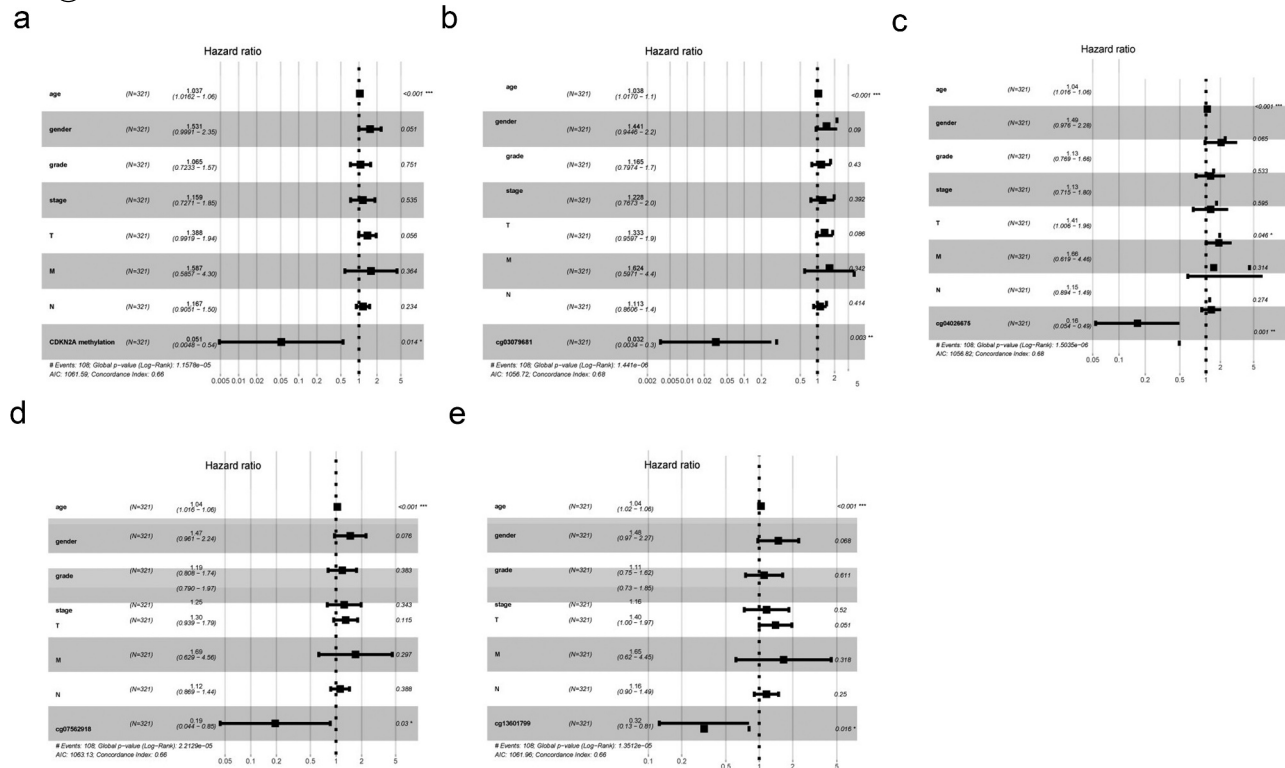 a
Hazard ratio
age (N=321) 1.037 (1.0162 − 1.06) <0.001 ***
gender (N=321) 1.531 (0.9991 − 2.35) 0.051
grade (N=321) 1.065 (0.7233 − 1.57) 0.751
stage (N=321) 1.159 (0.7271 − 1.85) 0.535
T (N=321) 1.388 (0.9919 − 1.94) 0.056
M (N=321) 1.587 (0.5857 − 4.30) 0.364
N (N=321) 1.167 (0.9051 − 1.50) 0.234
CDKN2A methylation (N=321) 0.051 (0.0048 − 0.54) 0.014 *
# Events: 108; Global p−value (Log−Rank): 1.1578e−05
AIC: 1061.59; Concordance Index: 0.66
0.005 0.01 0.02 0.05 0.1 0.2 0.5 1 2 5
b
Hazard ratio
age (N=321) 1.038 (1.0170 − 1.1) <0.001 ***
gender (N=321) 1.441 (0.9446 − 2.2) 0.09
grade (N=321) 1.165 (0.7974 − 1.7) 0.43
stage (N=321) 1.228 (0.7673 − 2.0) 0.392
T (N=321) 1.333 (0.9597 − 1.9) 0.086
M (N=321) 1.624 (0.5971 − 4.4) 0.342
N (N=321) 1.113 (0.8606 − 1.4) 0.414
cg03079681 (N=321) 0.032 (0.0034 − 0.3) 0.003 **
# Events: 108; Global p−value (Log−Rank): 1.441e−06
AIC: 1056.72; Concordance Index: 0.68
0.002 0.005 0.01 0.02 0.05 0.1 0.2 0.5 1 2 5
c
Hazard ratio
age (N=321) 1.04 (1.016 − 1.06) <0.001 ***
gender (N=321) 1.49 (0.976 − 2.28) 0.065
grade (N=321) 1.13 (0.769 − 1.66) 0.533
stage (N=321) 1.13 (0.715 − 1.80) 0.595
T (N=321) 1.41 (1.006 − 1.96) 0.046 *
M (N=321) 1.66 (0.619 − 4.46) 0.314
N (N=321) 1.15 (0.894 − 1.49) 0.274
cg04026675 (N=321) 0.16 (0.054 − 0.49) 0.001 **
# Events: 108; Global p−value (Log−Rank): 1.5035e−06
AIC: 1056.82; Concordance Index: 0.68
0.05 0.1 0.2 0.5 1 2 5
d
Hazard ratio
age (N=321) 1.04 (1.016 − 1.06) <0.001 ***
gender (N=321) 1.47 (0.961 − 2.24) 0.076
grade (N=321) 1.19 (0.808 − 1.74) 0.383
(0.790 − 1.97)
stage (N=321) 1.25 0.343
T (N=321) 1.30 (0.939 − 1.79) 0.115
M (N=321) 1.69 (0.629 − 4.56) 0.297
N (N=321) 1.12 (0.869 − 1.44) 0.388
cg07562918 (N=321) 0.19 (0.044 − 0.85) 0.03 *
# Events: 108; Global p−value (Log−Rank): 2.2129e−05
AIC: 1063.13; Concordance Index: 0.66
0.05 0.1 0.2 0.5 1 2 5
e
Hazard ratio
age (N=321) 1.04 (1.02 − 1.06) <0.001 ***
gender (N=321) 1.48 (0.97 − 2.27) 0.068
grade (N=321) 1.11 (0.75 − 1.62) 0.611
(0.73 − 1.85)
stage (N=321) 1.16 0.52
T (N=321) 1.40 (1.00 − 1.97) 0.051
M (N=321) 1.65 (0.62 − 4.45) 0.318
N (N=321) 1.16 (0.90 − 1.49) 0.25
cg13601799 (N=321) 0.32 (0.13 − 0.81) 0.016 *
# Events: 108; Global p−value (Log−Rank): 1.3512e−05
AIC: 1061.96; Concordance Index: 0.66
0.1 0.2 0.5 1 2 5